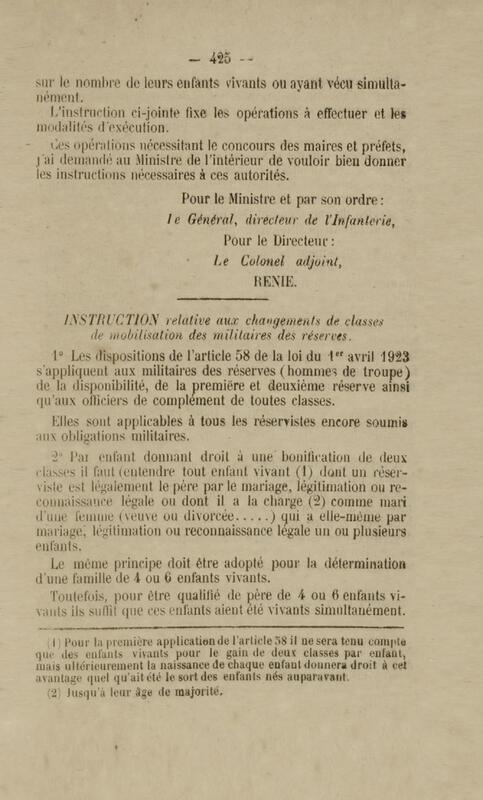 — 425 —
sur le nombre de leurs enfants vivants ou ayant vécu simulta-
nément.
L'instruction ci-jointe fixe les opérations à effectuer et les
modalités d'exécution.
Ces opérations nécessitant le concours des maires et préfets,
j'ai demandé au Ministre de l'intérieur de vouloir bien donner
les instructions nécessaires à ces autorités.
Pour le Ministre et par son ordre :
le Général, directeur de l'Infanterie,
Pour le Directeur :
Le Colonel adjoint,
RENIE.
INSTRUCTION relative aux changements de classes
de mobilisation des militaires des réserves.
1° Les dispositions de l'article 58 de la loi du 1er avril 1923
s'appliquent aux militaires des réserves (hommes de troupe)
de la disponibilité, de la première et deuxième réserve ainsi
qu'aux officiers de complément de toutes classes.
Elles sont applicables à tous les réservistes encore soumis
aux obligations militaires.
2° Par enfant donnant droit à une bonification de deux
classes il faut (entendre tout enfant vivant (1) dont un réser-
viste est légalement le père par le mariage, légitimation ou re-
connaissance légale ou dont il a la charge (2) comme mari
d'une femme (veuve ou divorcée.....) qui a elle-même par
mariage, légitimation ou reconnaissance légale un ou plusieurs
enfants.
Le même principe doit être adopté pour la détermination
d'une famille de 4 ou 6 enfants vivants.
Toutefois, pour être qualifié de père de 4 ou 6 enfants vi-
vants ils suffit que ces enfants aient été vivants simultanément.
(1) Pour la première application de l'article 58 il ne sera tenu compte
que des enfants vivants pour le gain de deux classes par enfant,
mais ultérieurement la naissance de chaque enfant donnera droit à cet
avantage quel qu'ait été le sort des enfants nés auparavant.
(2) Jusqu'à leur âge de majorité.